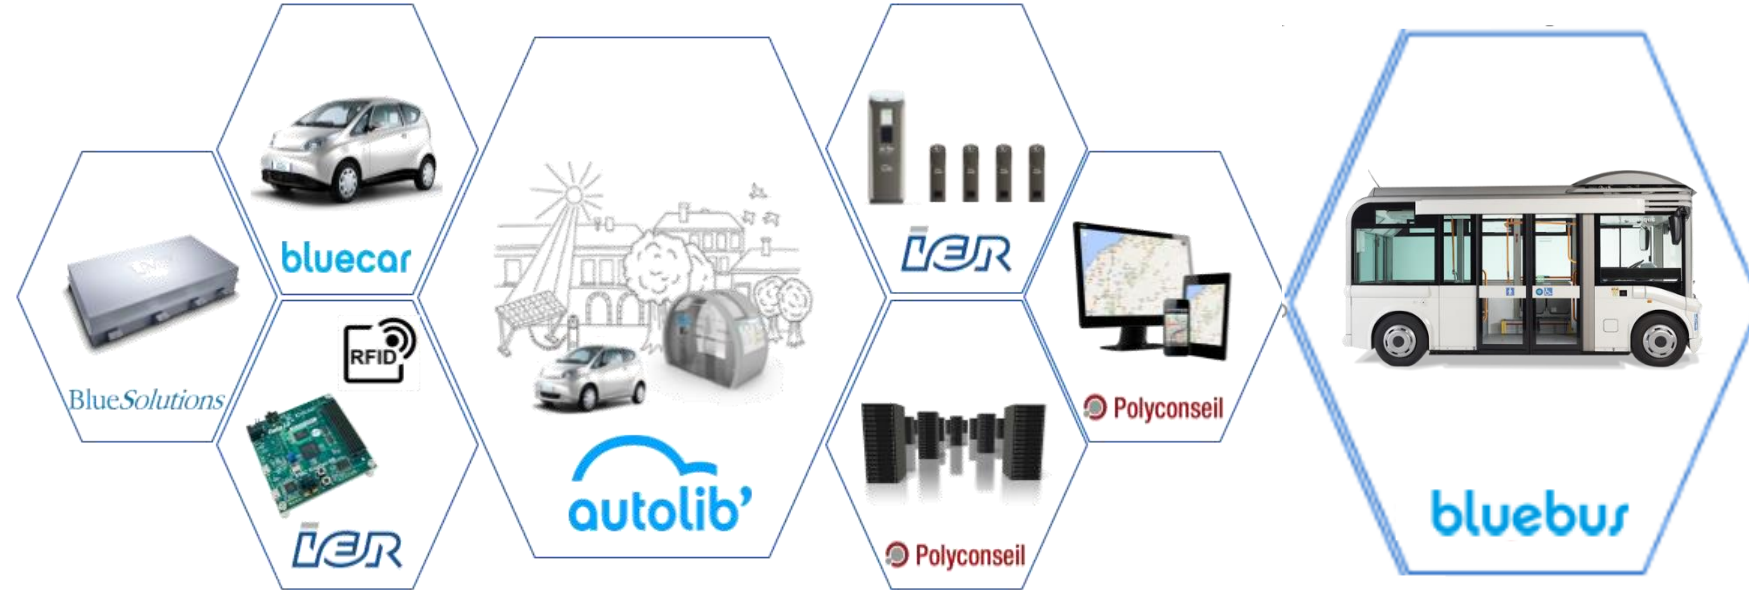 BlueSolutions
bluecar
RFID
IER
autolib'
IER
Polyconseil
Polyconseil
bluebus